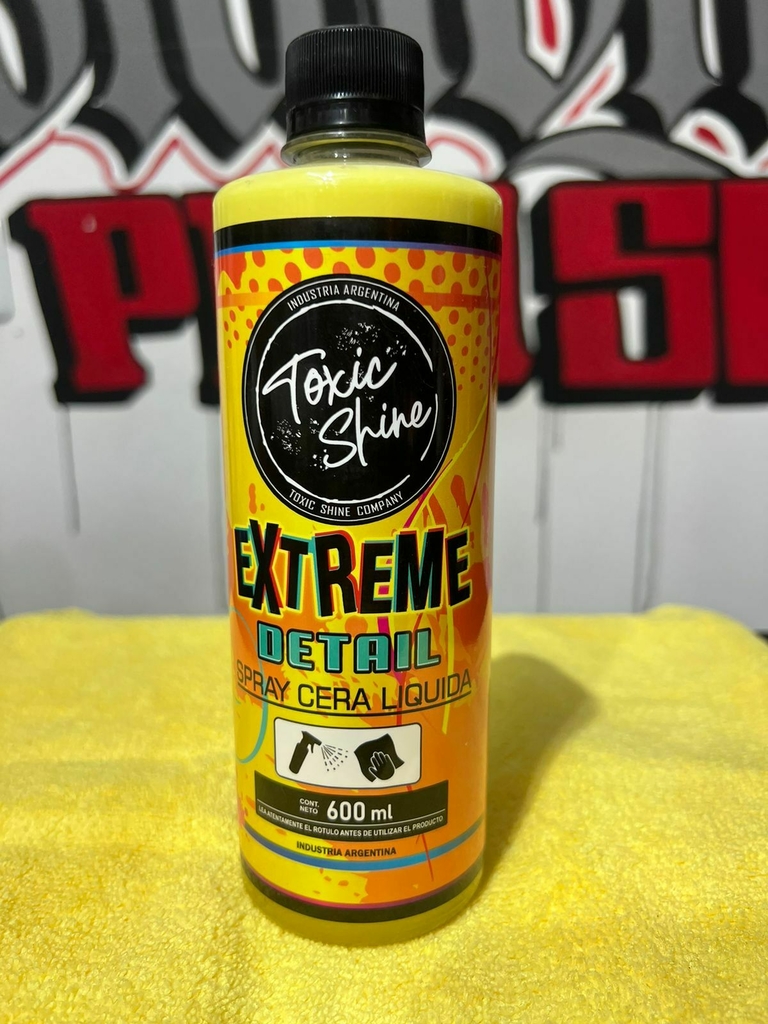 INDUSTRIA ARGENTINA
Toxic
Shine
TOXIC SHINE COMPANY
EXTREME
DETAIL
SPRAY CERA LIQUIDA
CONT.
NETO 600 ml
LEA ATENTAMENTE EL ROTULO ANTES DE UTILIZAR EL PRODUCTO
INDUSTRIA ARGENTINA